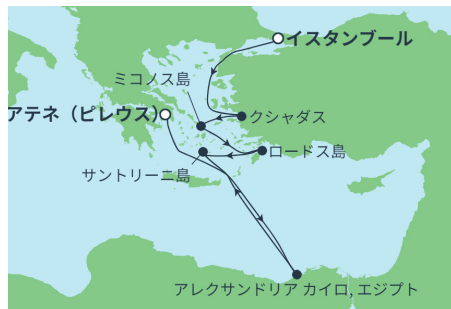 イスタンブール
ミコノス島
アテネ（ピレウス）
クシャダス
ロードス島
サントリーニ島
アレクサンドリア カイロ, エジプト